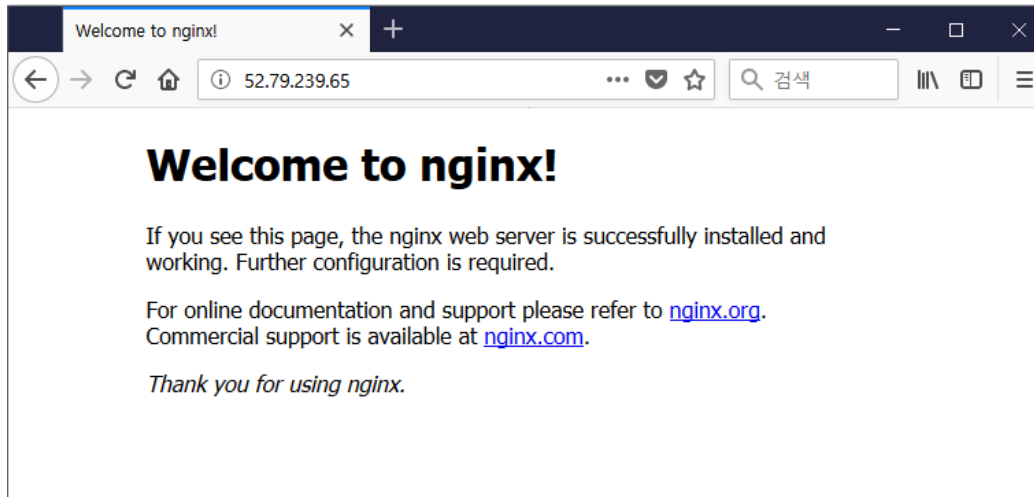 Welcome to nginx!
52.79.239.65
검색
Welcome to nginx!
If you see this page, the nginx web server is successfully installed and
working. Further configuration is required.
For online documentation and support please refer to nginx.org.
Commercial support is available at nginx.com.
Thank you for using nginx.